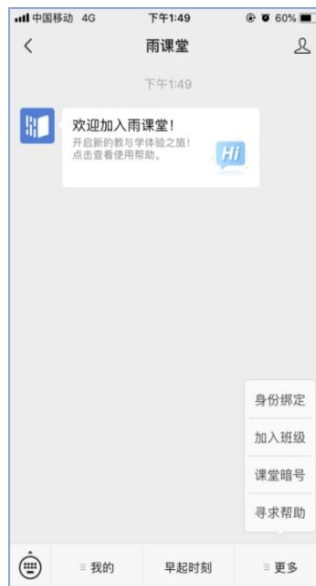 中国移动 4G 下午1:49 60%
雨课堂
下午1:49
欢迎加入雨课堂！
开启新的教与学体验之旅！
点击查看使用帮助。
Hi
身份绑定
加入班级
课堂暗号
寻求帮助
我的 早起时刻 更多